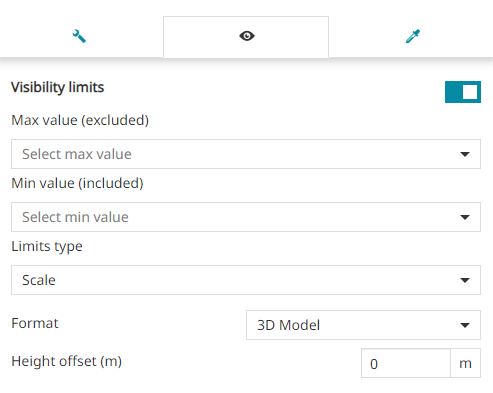 Visibility limits
Max value (excluded)
Select max value
Min value (included)
Select min value
Limits type
Scale
Format
3D Model
Height offset (m)
0
m